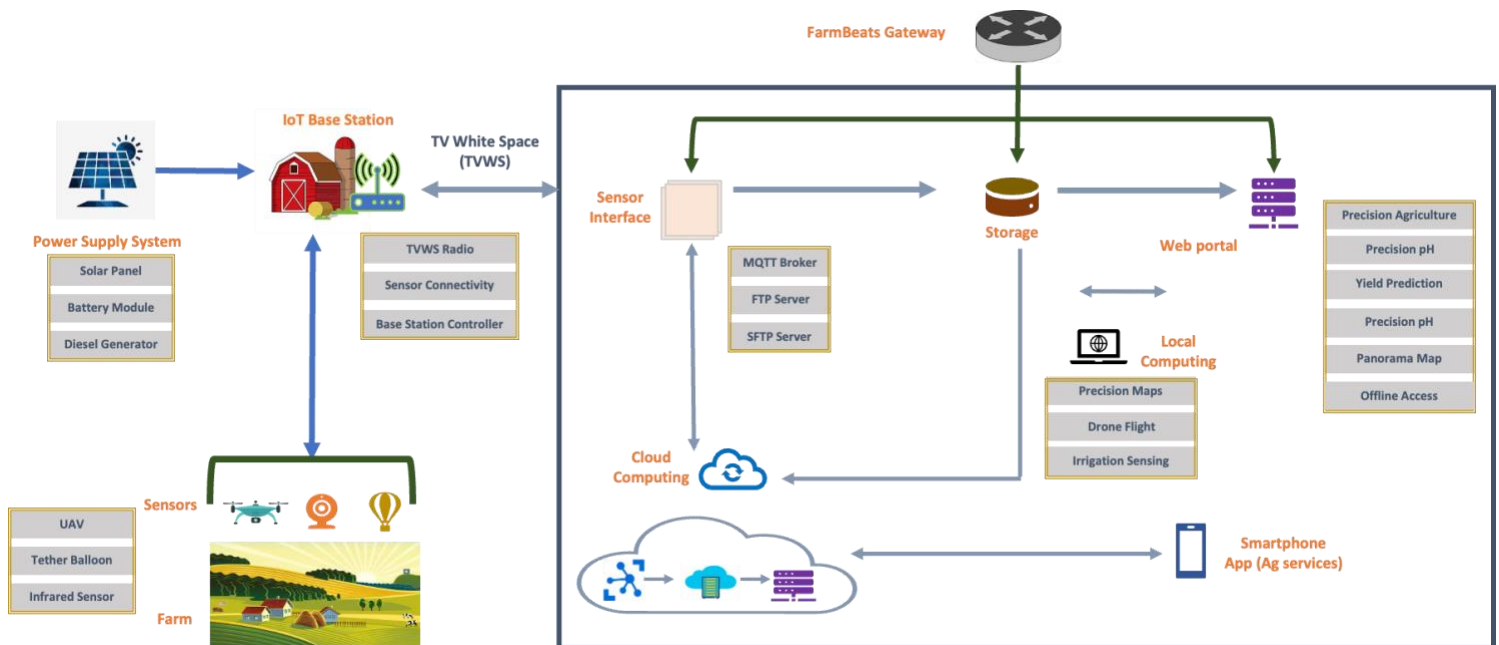 FarmBeats Gateway
IoT Base Station
TV White Space
(TVWS)
Power Supply System
Solar Panel
Battery Module
Diesel Generator
TVWS Radio
Sensor Connectivity
Base Station Controller
Sensor
Interface
MQTT Broker
FTP Server
SFTP Server
Storage
Web portal
Precision Agriculture
Precision pH
Yield Prediction
Precision pH
Panorama Map
Offline Access
Local
Computing
Precision Maps
Drone Flight
Irrigation Sensing
Cloud
Computing
Sensors
UAV
Tether Balloon
Infrared Sensor
Farm
Smartphone
App (Ag services)